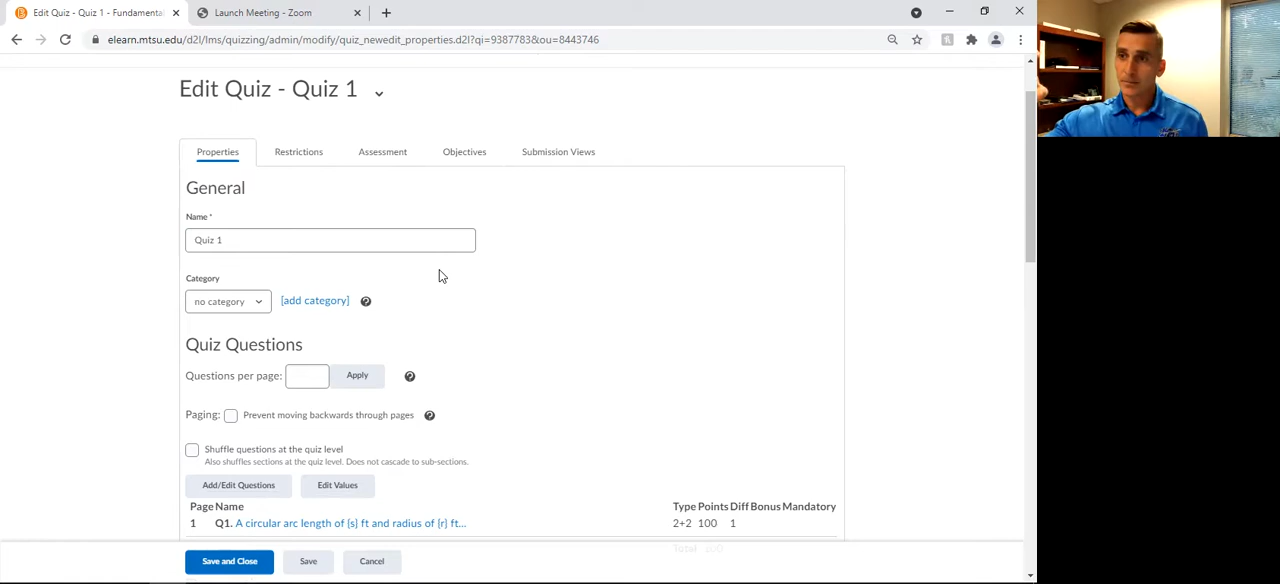 Edit Quiz - Quiz 1 - Fundamenta
Launch Meeting - Zoom
elearn.mtsu.edu/d2l/lms/quizzing/admin/modify/quiz_newedit_properties.d2l?qi=9387783&ou=8443746
Edit Quiz - Quiz 1
Properties Restrictions Assessment Objectives Submission Views
General
Name *
Quiz 1
Category
no category [add category]
Quiz Questions
Questions per page: Apply
Paging: Prevent moving backwards through pages
Shuffle questions at the quiz level
Also shuffles sections at the quiz level. Does not cascade to sub-sections.
Add/Edit Questions Edit Values
Page Name Type Points Diff Bonus Mandatory
1 Q1. A circular arc length of {s} ft and radius of {r} ft... 2+2 100 1
Total
Save and Close Save Cancel